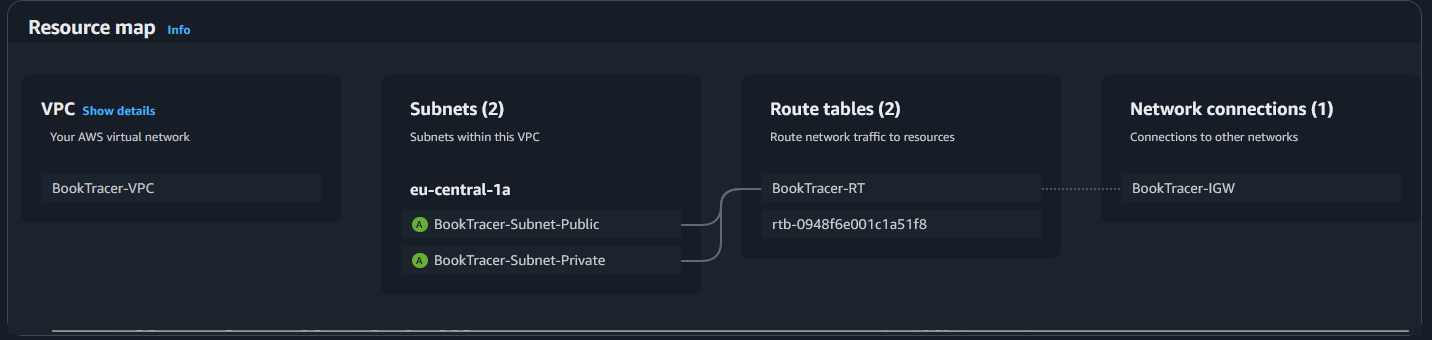 Resource map Info
VPC Show details
Your AWS virtual network
BookTracer-VPC
Subnets (2)
Subnets within this VPC
eu-central-1a
A BookTracer-Subnet-Public
A BookTracer-Subnet-Private
Route tables (2)
Route network traffic to resources
BookTracer-RT
rtb-0948f6e001c1a51f8
Network connections (1)
Connections to other networks
BookTracer-IGW